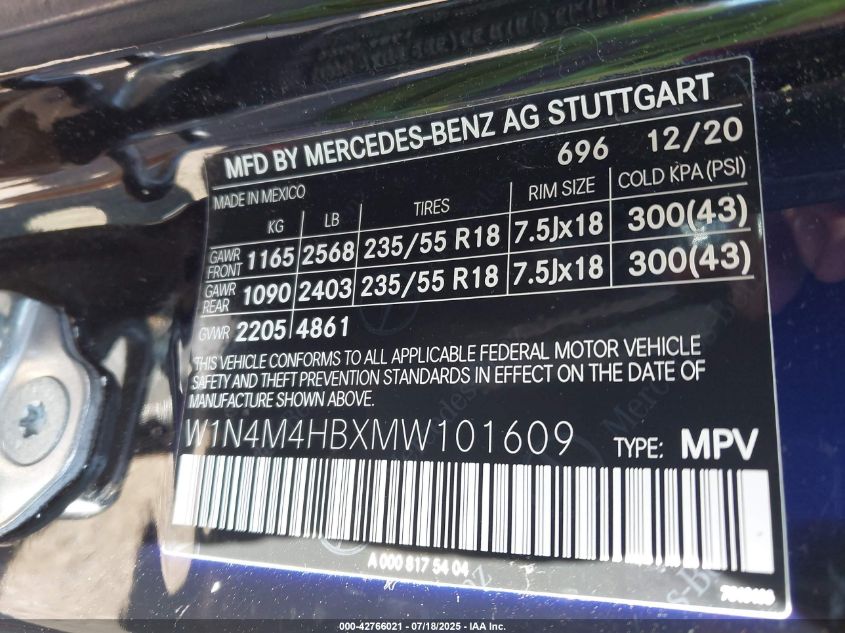 MFD BY MERCEDES-BENZ AG STUTTGART
696 12/20
MADE IN MEXICO
KG LB TIRES RIM SIZE COLD KPA (PSI)
GAWR FRONT 1165 2568 235/55 R18 7.5Jx18 300(43)
GAWR REAR 1090 2403 235/55 R18 7.5Jx18 300(43)
GVWR 2205 4861
THIS VEHICLE CONFORMS TO ALL APPLICABLE FEDERAL MOTOR VEHICLE
SAFETY AND THEFT PREVENTION STANDARDS IN EFFECT ON THE DATE OF
MANUFACTURE SHOWN ABOVE.
W1N4M4HBXMW101609 TYPE: MPV
A 000 817 54 04
000-42766021 - 07/18/2025 - IAA Inc.